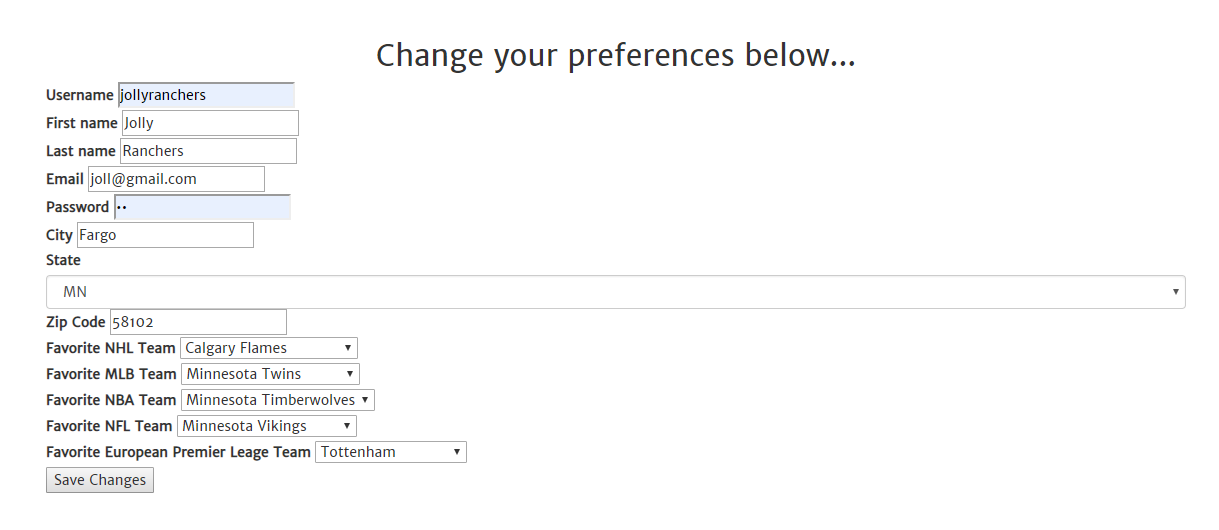 Change your preferences below...
Username jollyranchers
First name Jolly
Last name Ranchers
Email joll@gmail.com
Password ••
City Fargo
State
MN
Zip Code 58102
Favorite NHL Team Calgary Flames
Favorite MLB Team Minnesota Twins
Favorite NBA Team Minnesota Timberwolves
Favorite NFL Team Minnesota Vikings
Favorite European Premier Leage Team Tottenham
Save Changes